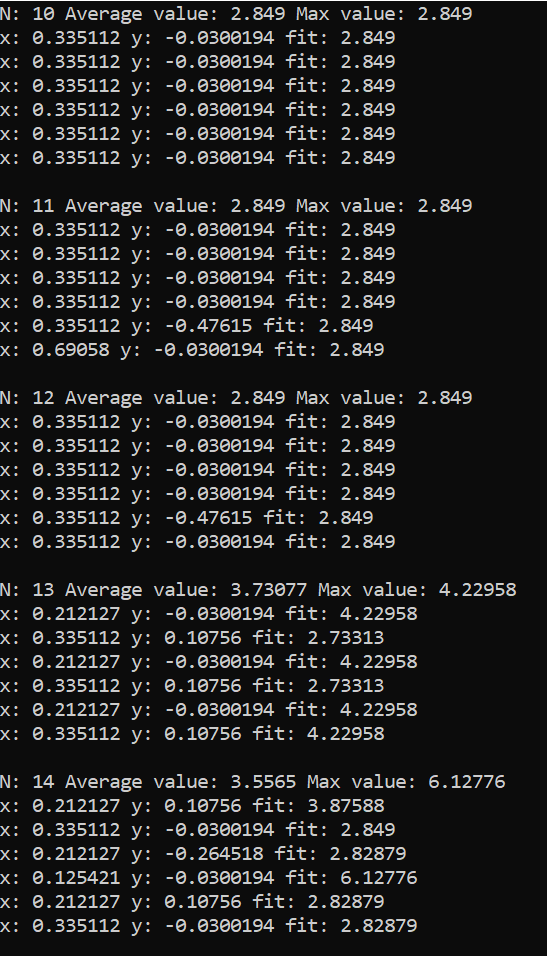 N: 10 Average value: 2.849 Max value: 2.849
x: 0.335112 y: -0.0300194 fit: 2.849
x: 0.335112 y: -0.0300194 fit: 2.849
x: 0.335112 y: -0.0300194 fit: 2.849
x: 0.335112 y: -0.0300194 fit: 2.849
x: 0.335112 y: -0.0300194 fit: 2.849
x: 0.335112 y: -0.0300194 fit: 2.849
N: 11 Average value: 2.849 Max value: 2.849
x: 0.335112 y: -0.0300194 fit: 2.849
x: 0.335112 y: -0.0300194 fit: 2.849
x: 0.335112 y: -0.0300194 fit: 2.849
x: 0.335112 y: -0.0300194 fit: 2.849
x: 0.335112 y: -0.47615 fit: 2.849
x: 0.69058 y: -0.0300194 fit: 2.849
N: 12 Average value: 2.849 Max value: 2.849
x: 0.335112 y: -0.0300194 fit: 2.849
x: 0.335112 y: -0.0300194 fit: 2.849
x: 0.335112 y: -0.0300194 fit: 2.849
x: 0.335112 y: -0.0300194 fit: 2.849
x: 0.335112 y: -0.47615 fit: 2.849
x: 0.335112 y: -0.0300194 fit: 2.849
N: 13 Average value: 3.73077 Max value: 4.22958
x: 0.212127 y: -0.0300194 fit: 4.22958
x: 0.335112 y: 0.10756 fit: 2.73313
x: 0.212127 y: -0.0300194 fit: 4.22958
x: 0.335112 y: 0.10756 fit: 2.73313
x: 0.212127 y: -0.0300194 fit: 4.22958
x: 0.335112 y: 0.10756 fit: 4.22958
N: 14 Average value: 3.5565 Max value: 6.12776
x: 0.212127 y: 0.10756 fit: 3.87588
x: 0.335112 y: -0.0300194 fit: 2.849
x: 0.212127 y: -0.264518 fit: 2.82879
x: 0.125421 y: -0.0300194 fit: 6.12776
x: 0.212127 y: 0.10756 fit: 2.82879
x: 0.335112 y: -0.0300194 fit: 2.82879